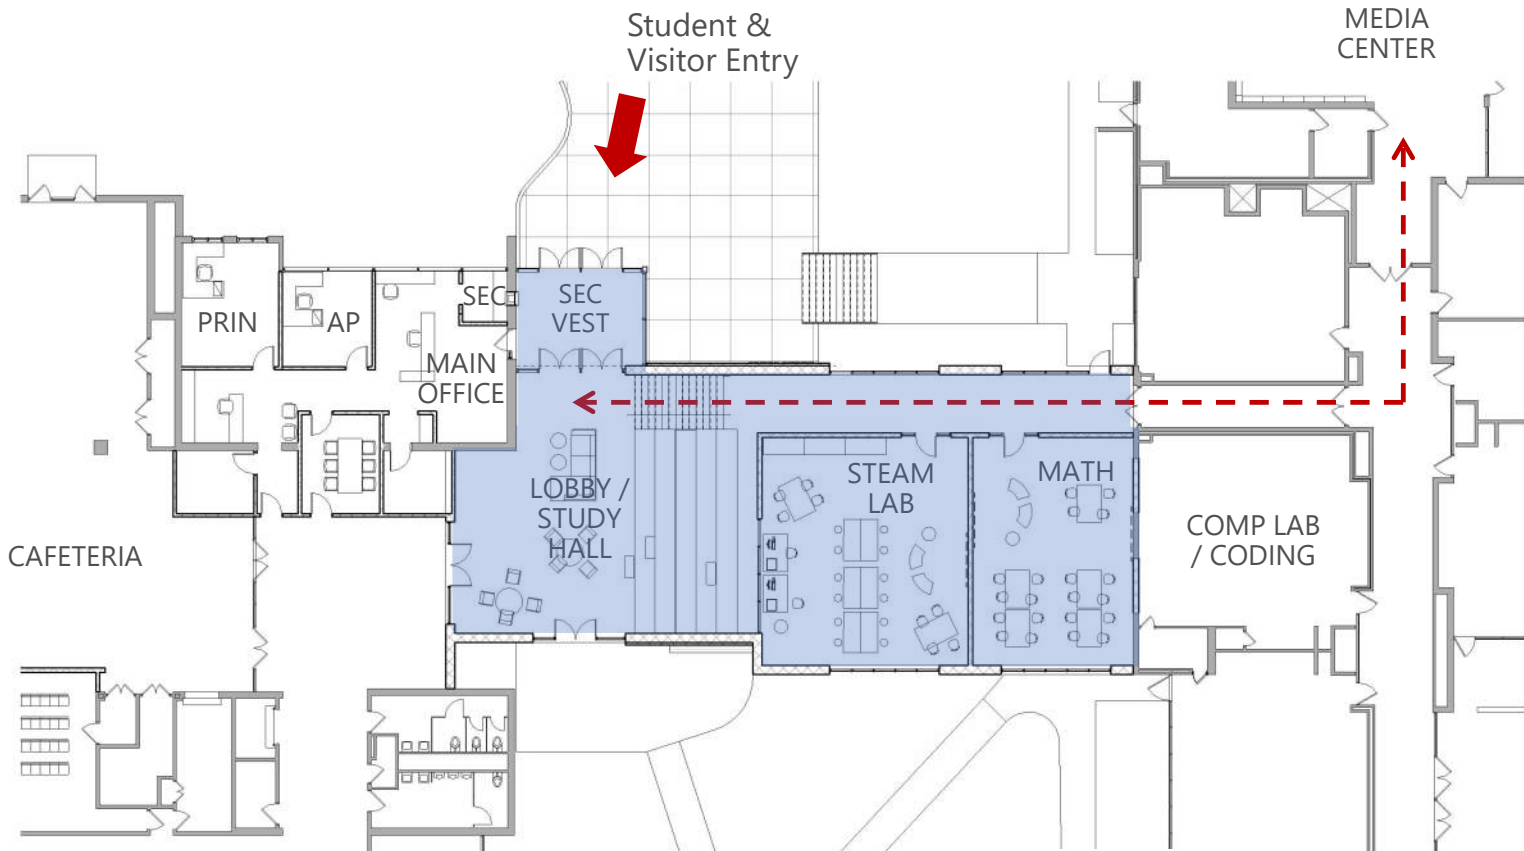 Student &
Visitor Entry
MEDIA
CENTER
SEC
SEC
VEST
PRIN
AP
MAIN
OFFICE
LOBBY /
STUDY
HALL
STEAM
LAB
MATH
COMP LAB
/ CODING
CAFETERIA